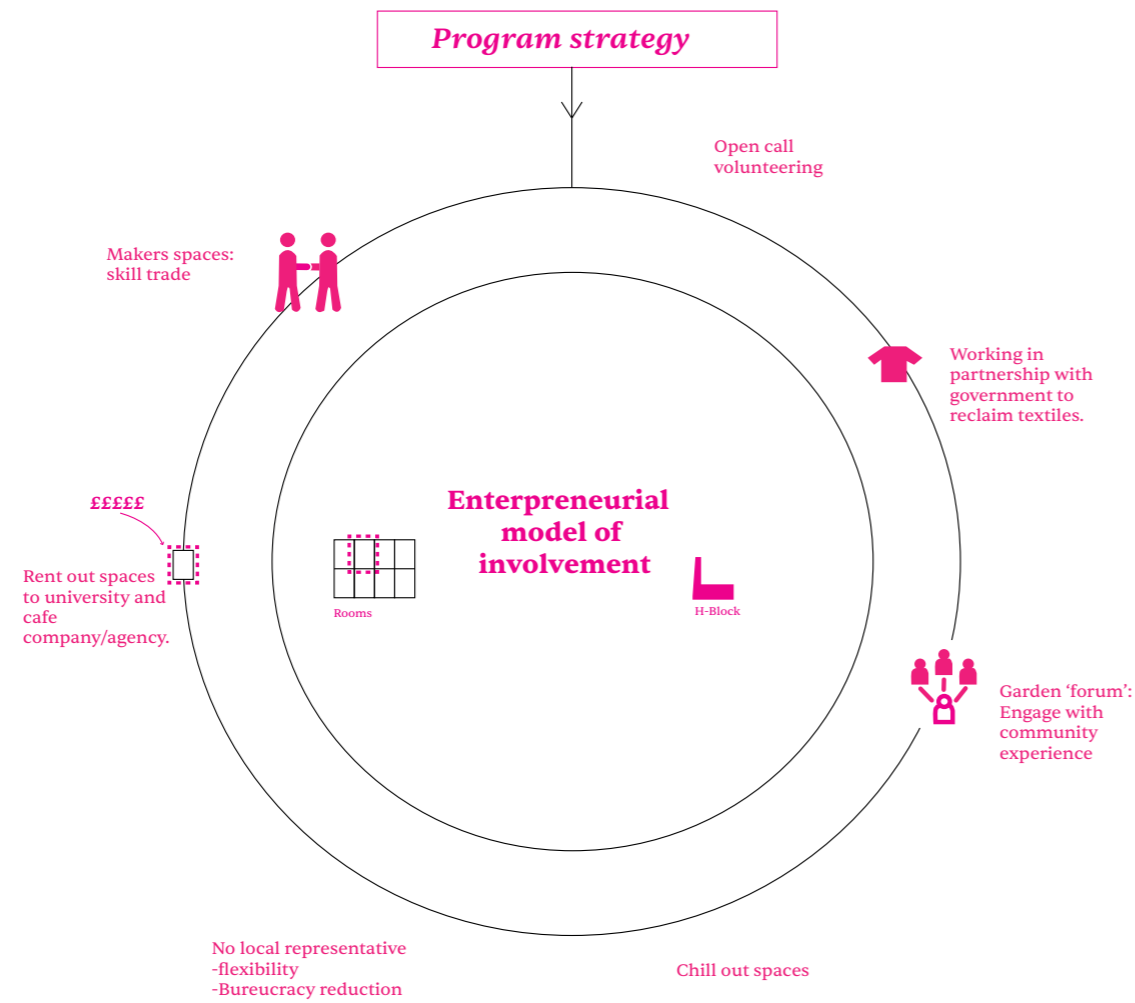 Program strategy
Open call
volunteering
Makers spaces:
skill trade
Working in
partnership with
government to
reclaim textiles.
Enterpreneurial
model of
involvement
£££££
Rent out spaces
to university and
cafe
company/agency.
Rooms
H-Block
Garden ‘forum’:
Engage with
community
experience
No local representative
-flexibility
-Bureucracy reduction
Chill out spaces